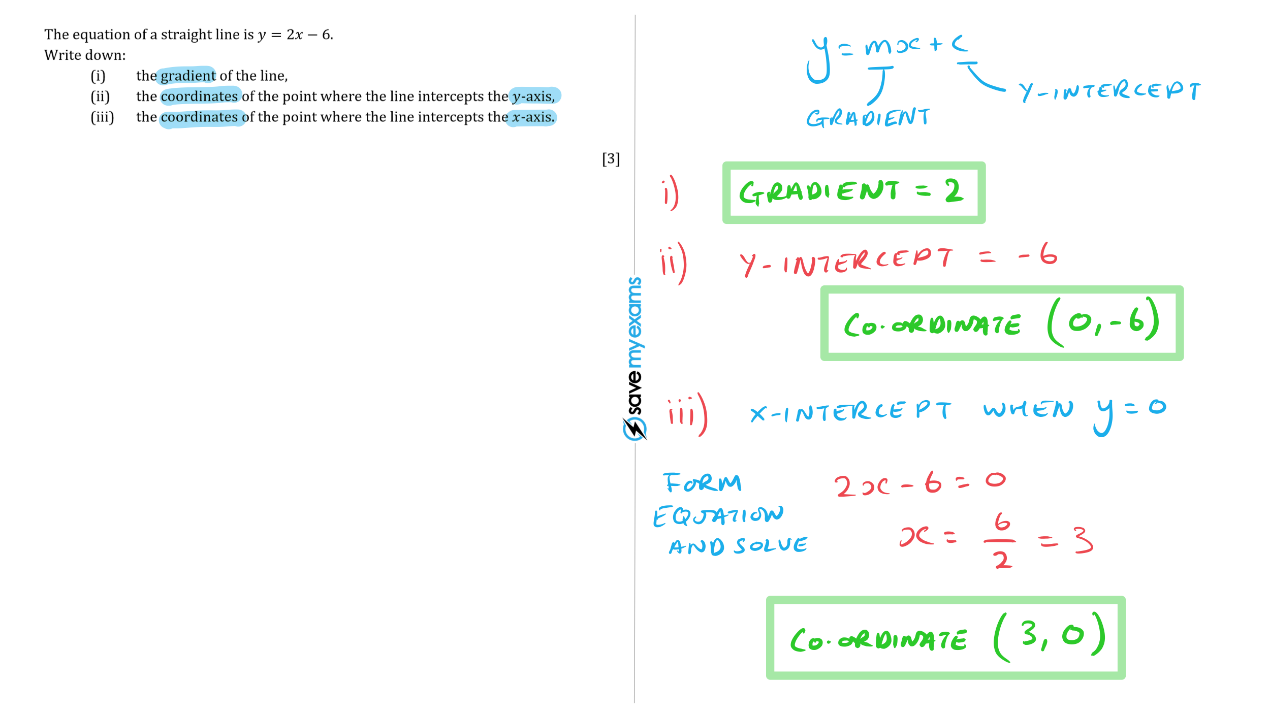 The equation of a straight line is y = 2x − 6.
Write down:
(i) the gradient of the line,
(ii) the coordinates of the point where the line intercepts the y-axis,
(iii) the coordinates of the point where the line intercepts the x-axis.
[3]
save my exams
y = mx + c
GRADIENT
Y-INTERCEPT
i) GRADIENT = 2
ii) Y-INTERCEPT = -6
CO-ORDINATE (0,-6)
iii) X-INTERCEPT WHEN y = 0
FORM
EQUATION
AND SOLVE
2x - 6 = 0
x = 6/2 = 3
CO-ORDINATE (3, 0)